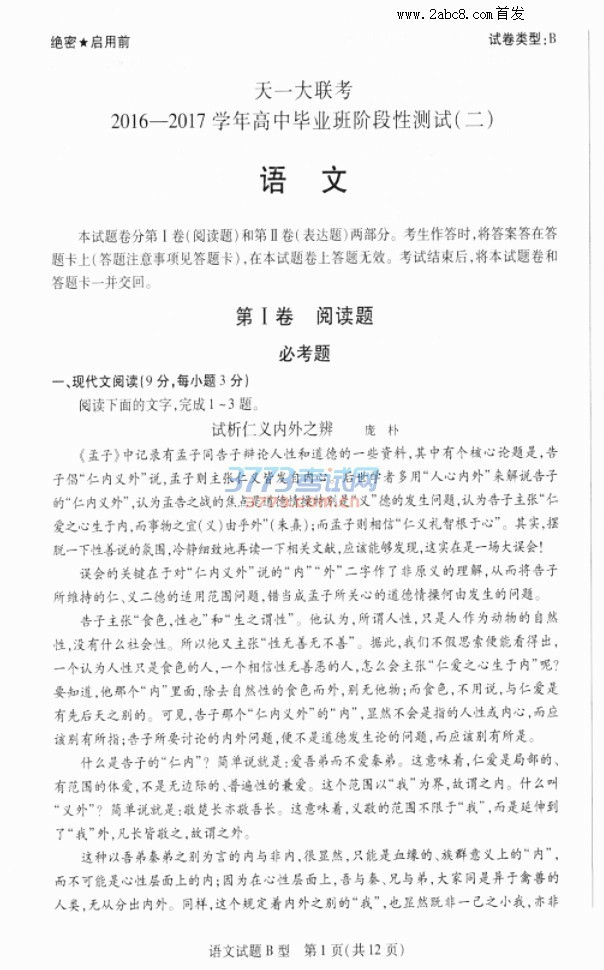 www.2abc8.com首发
绝密★启用前
试卷类型:B
天一大联考
2016—2017学年高中毕业班阶段性测试(二)
语 文
本试题卷分第Ⅰ卷(阅读题)和第Ⅱ卷(表达题)两部分。考生作答时,将答案答在答
题卡上(答题注意事项见答题卡),在本试题卷上答题无效。考试结束后,将本试题卷和
答题卡一并交回。
第Ⅰ卷 阅读题
必考题
一、现代文阅读(9分,每小题3分)
阅读下面的文字,完成1~3题。
试析仁义内外之辨 庞 朴
《孟子》中记录有孟子同告子辩论人性和道德的一些资料,其中有个核心论题是,告
子倡“仁内义外”说,孟子则主张仁义皆发自内心。后世学者多用“人心内外”来解说告子
的“仁内义外”,认为孟告之战的焦点是道德情操特别是“义”德的发生问题,认为告子主张“仁
爱之心生于内,而事物之宜(义)由乎外”(朱熹);而孟子则相信“仁义礼智根于心”。其实,摆
脱一下性善说的氛围,冷静细致地再读一下相关文献,应该能够发现,这实在是一场大误会!
误会的关键在于对“仁内义外”说的“内”“外”二字作了非原义的理解,从而将告子
所维持的仁、义二德的适用范围问题,错当成孟子所关心的道德情操何由发生的问题。
告子主张“食色,性也”和“生之谓性”。他认为,所谓人性,只是人作为动物的自然
性,没有什么社会性。所以他又主张“性无善无不善”。据此,我们不假思索便能看得出,
一个认为人性只是食色的人,一个相信性无善恶的人,怎么会主张“仁爱之心生于内”呢?
要知道,他那个“内”里面,除去自然性的食色而外,别无他物;而食色,不用说,与仁爱是
有先后天之别的。可见,告子那个“仁内义外”的“内”,显然不会是指的人性或内心,而应
该别有所指;告子所要讨论的内外问题,便不是道德发生论的问题,而应该别有所是。
什么是告子的“仁内”?简单说就是:爱吾弟而不爱秦弟。这意味着,仁爱是局部的、
有范围的体爱,不是无边际的、普遍性的兼爱。这个范围以“我”为界,故谓之内。什么叫
“义外”?简单说就是:敬楚长亦敬吾长。这意味着,义敬的范围不限于“我”,而是延伸到
了“我”外,凡长皆敬之,故谓之外。
这种以吾弟秦弟之别为言的内与非内,很显然,只能是血缘的、族群意义上的“内”,
而不可能是心性层面上的内;因为在心性层面上,吾与秦、兄与弟,大家同是异于禽兽的
人类,无从分出内外。同样,这个规定着内外之别的“我”,也显然既非一己之小我,亦非
3773考试网
语文试题B型 第1页(共12页)